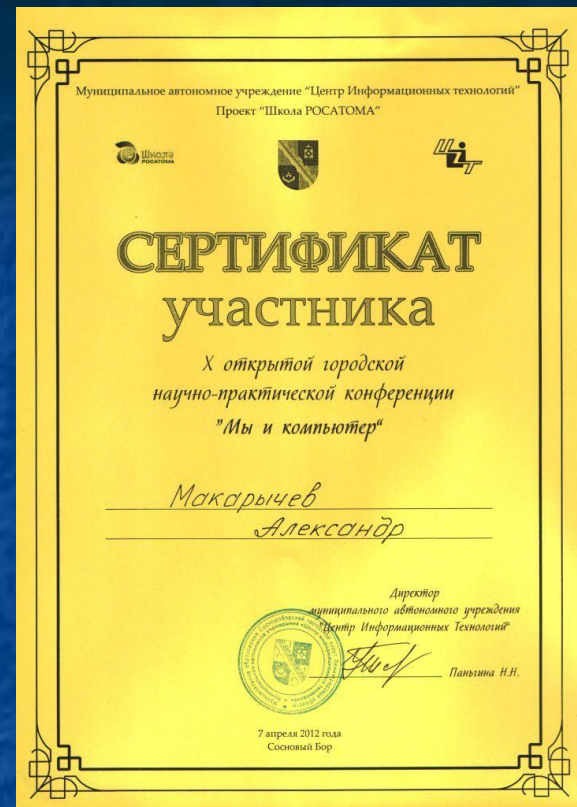 Муниципальное автономное учреждение "Центр Информационных технологий"
Проект "Школа РОСАТОМА"
Школа
РОСАТОМА
ЦИТ
СЕРТИФИКАТ
участника
X открытой городской
научно-практической конференции
"Мы и компьютер"
Макарычев
Александр
Директор
муниципального автономного учреждения
"Центр Информационных Технологий"
Паньгина Н.Н.
7 апреля 2012 года
Сосновый Бор